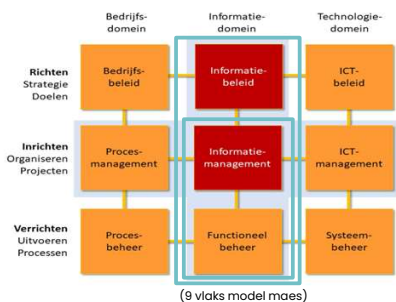 Bedrijfs-
domein
Informatie-
domein
Technologie-
domein
Richten
Strategie
Doelen
Bedrijfs-
beleid
Informatie-
beleid
ICT-
beleid
Inrichten
Organiseren
Projecten
Proces-
management
Informatie-
management
ICT-
management
Verrichten
Uitvoeren
Processen
Proces-
beheer
Functioneel
beheer
Systeem-
beheer
(9 vlaks model maes)